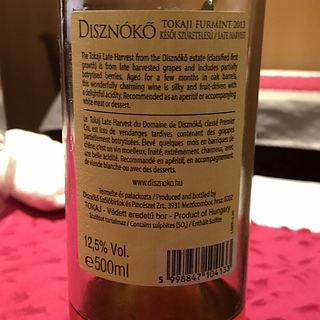 DISZNÓKŐ
TOKAJI FURMINT 2013
KÉSŐI SZÜRETELÉSŰ / LATE HARVEST
The Tokaji Late Harvest from the Disznókő estate (classified first
growth) is from late harvested grapes and includes partially
botrytised berries. Aged for a few months in oak barrels,
this wonderfully charming wine is silky and fruit-driven with
a delightful acidity. Recommended as an aperitif or accompanying
white meat or dessert.
Le Tokaj Late Harvest du Domaine de Disznókő, classé Premier
Cru, est issu de vendanges tardives contenant des grappes
partiellement botrytisées. Elevé quelques mois en barriques de
chêne, c'est un vin moelleux, fruité, extrêmement charmeur, avec
une belle acidité. Recommandé en apéritif, en accompagnement
de viande blanche ou avec des desserts.
www.disznoko.hu
Termelte és palackozta / Produced and bottled by
Disznókő Szőlőbirtok és Pincészet Zrt., 3931 Mezőzombor, hrsz. 0202
TOKAJ - Védett eredetű bor - Product of Hungary
Szulfitot tartalmaz / Contains sulphites [SO₂] / Enthält Sulfite
12,5% Vol.
℮500ml
5 998847 104133